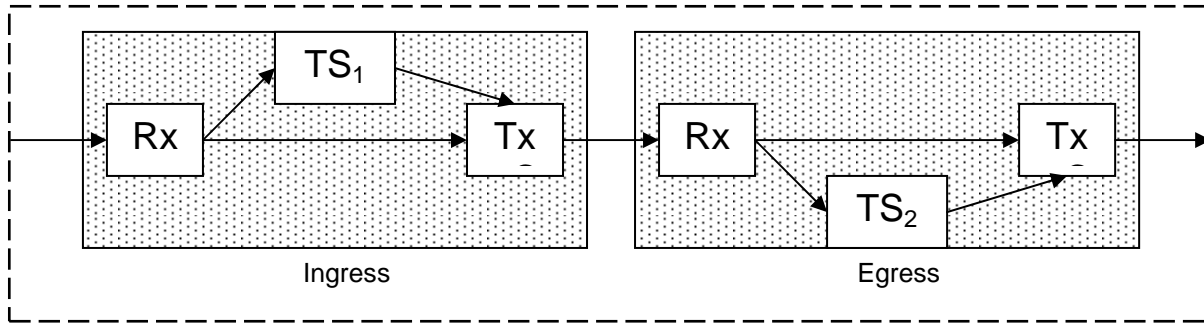 TS₁
Rx
Tx
Rx
Tx
TS₂
Ingress
Egress